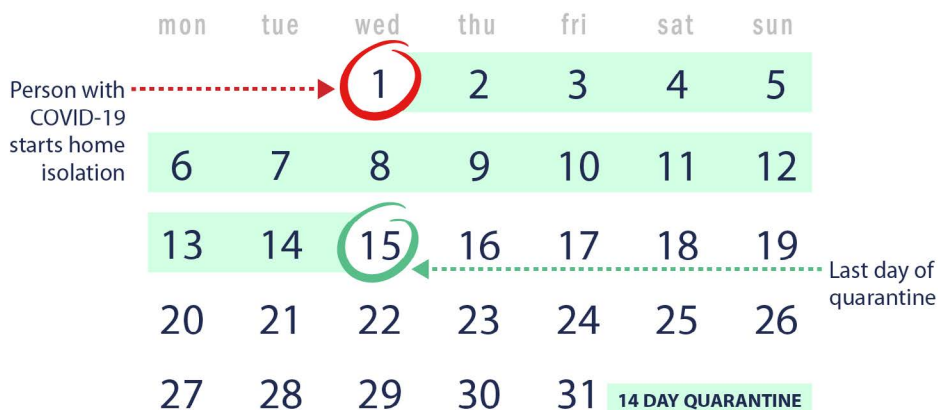 mon tue wed thu fri sat sun
1 2 3 4 5
Person with
COVID-19
starts home
isolation
6 7 8 9 10 11 12
13 14 15 16 17 18 19
Last day of
quarantine
20 21 22 23 24 25 26
27 28 29 30 31
14 DAY QUARANTINE